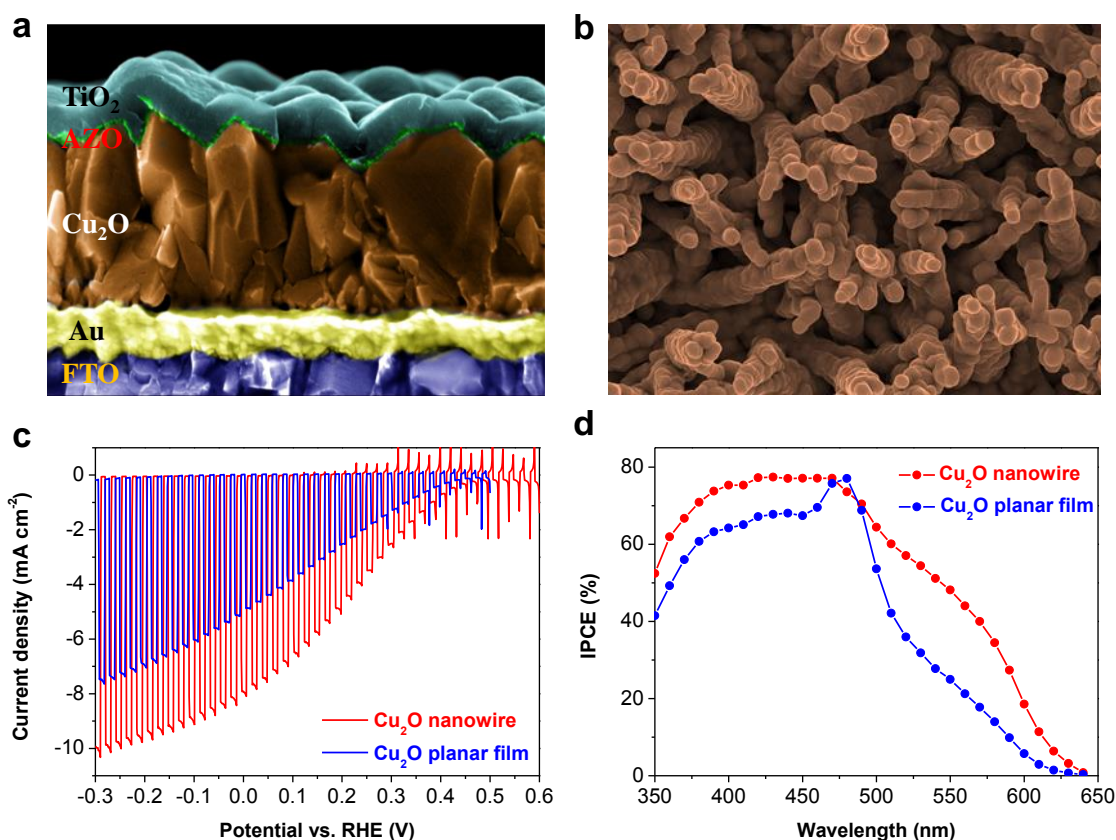 a
TiO₂
AZO
Cu₂O
Au
FTO
b
c
0
-2
-4
-6
-8
-10
Current density (mA cm⁻²)
Cu₂O nanowire
Cu₂O planar film
-0.3 -0.2 -0.1 0.0 0.1 0.2 0.3 0.4 0.5 0.6
Potential vs. RHE (V)
d
80
60
40
20
0
IPCE (%)
Cu₂O nanowire
Cu₂O planar film
350 400 450 500 550 600 650
Wavelength (nm)